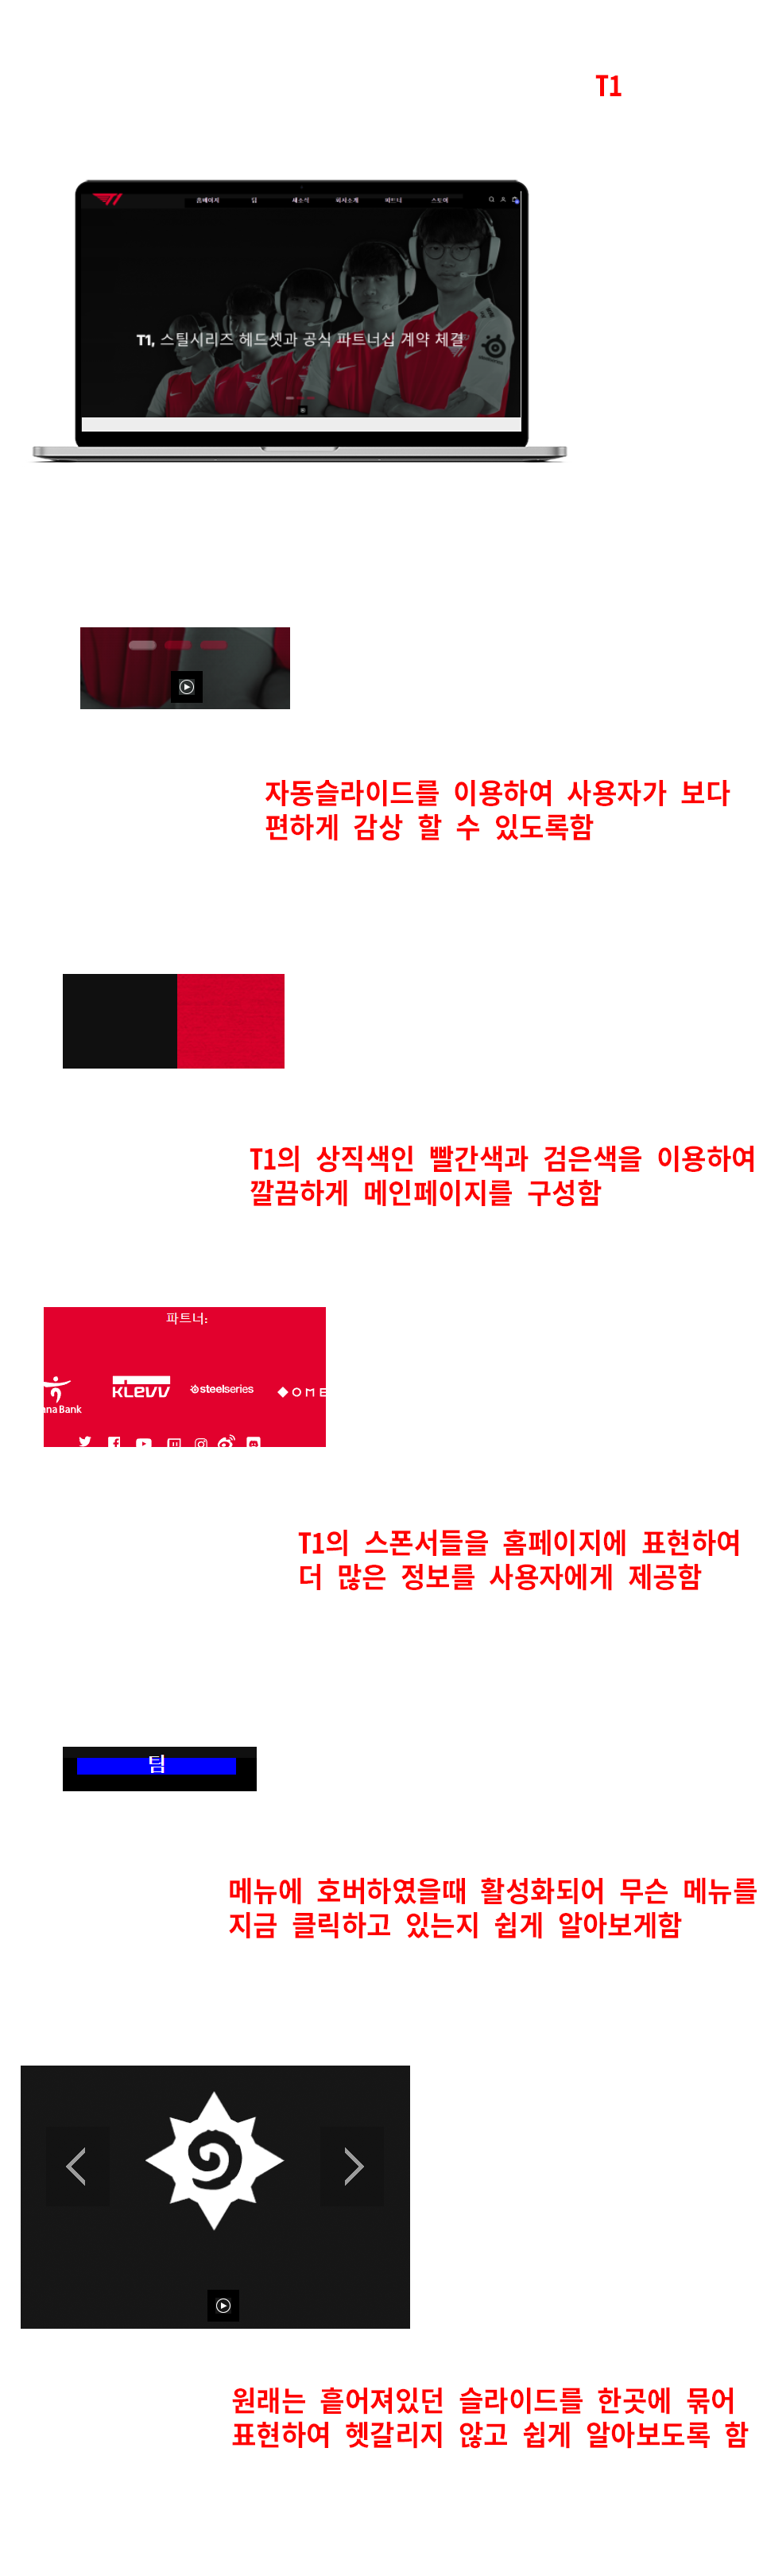 T1
홈페이지 팀 새소식 회사소개 파트너 스토어
T1, 스틸시리즈 헤드셋과 공식 파트너십 계약 체결
자동슬라이드를 이용하여 사용자가 보다
편하게 감상 할 수 있도록함
T1의 상직색인 빨간색과 검은색을 이용하여
깔끔하게 메인페이지를 구성함
파트너:
ana Bank KLEVV steelseries OME
T1의 스폰서들을 홈페이지에 표현하여
더 많은 정보를 사용자에게 제공함
팀
메뉴에 호버하였을때 활성화되어 무슨 메뉴를
지금 클릭하고 있는지 쉽게 알아보게함
원래는 흩어져있던 슬라이드를 한곳에 묶어
표현하여 헷갈리지 않고 쉽게 알아보도록 함